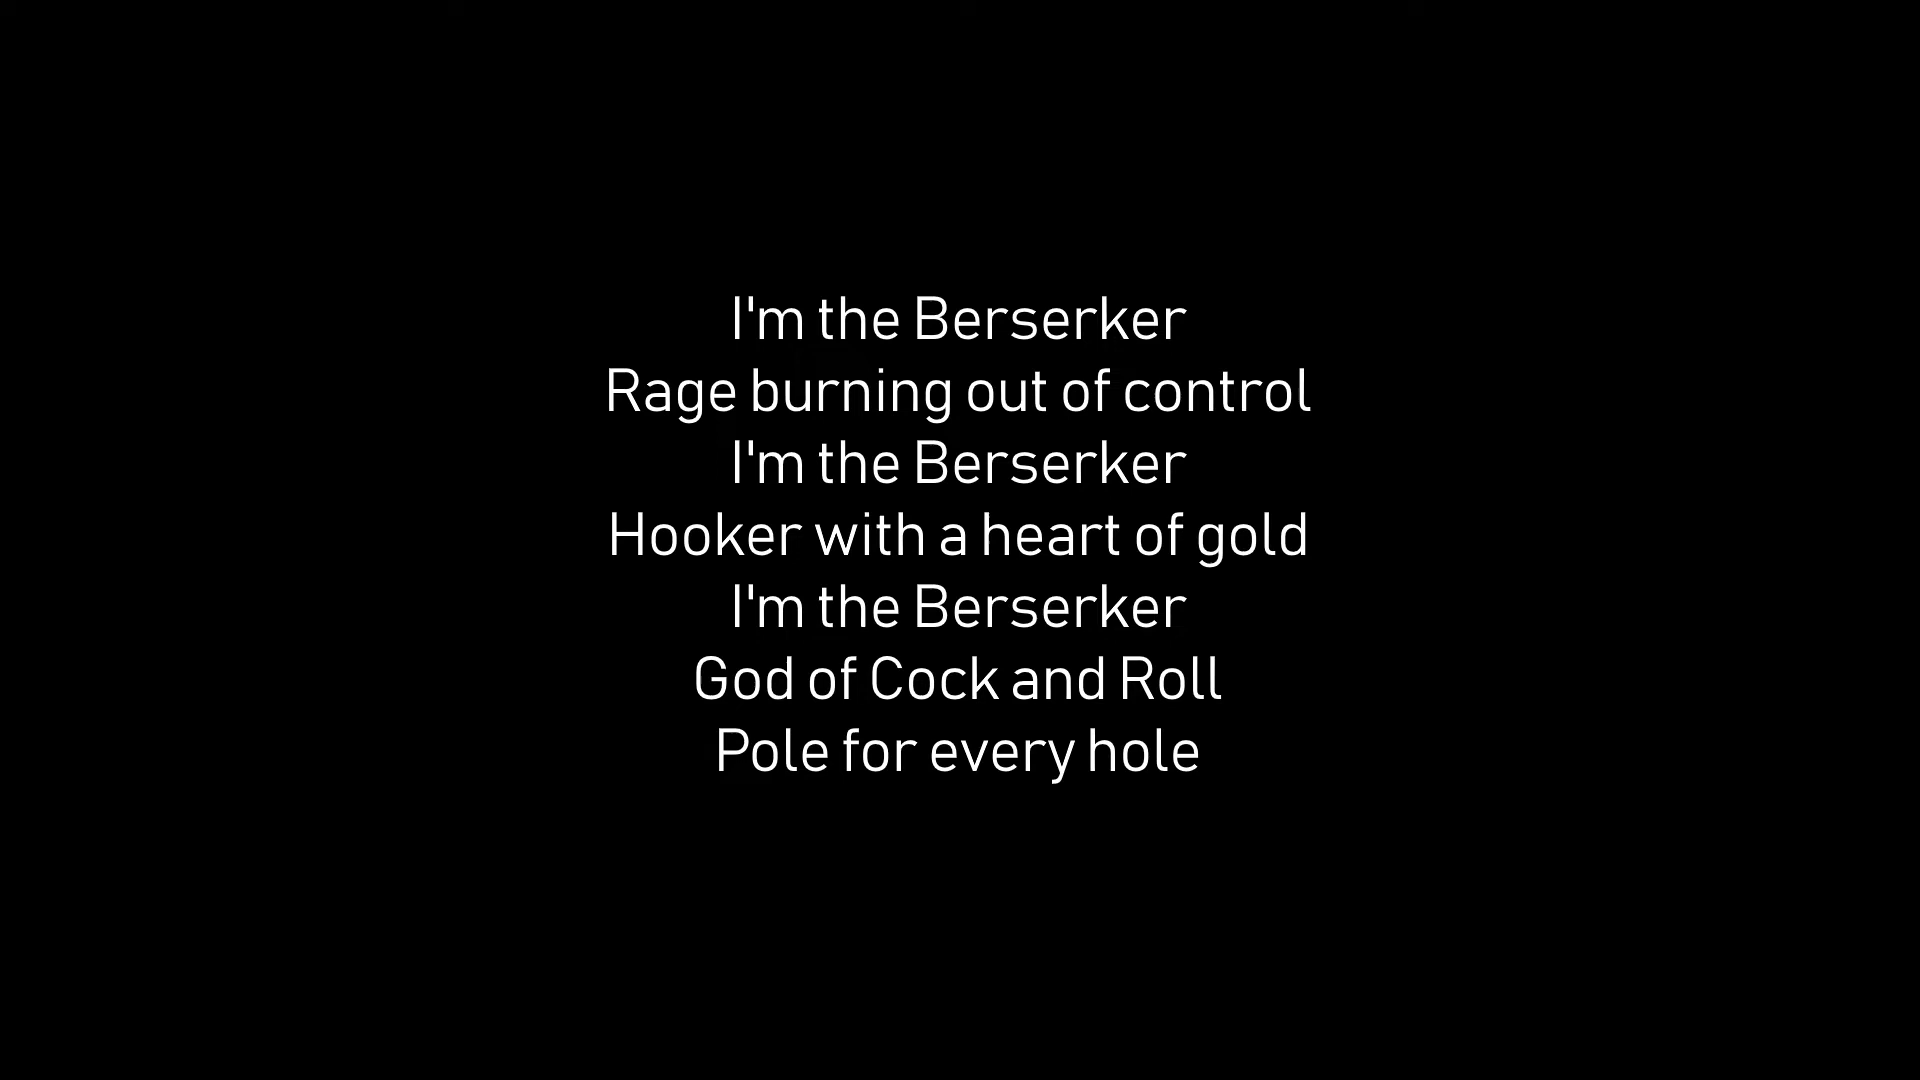 I'm the Berserker
Rage burning out of control
I'm the Berserker
Hooker with a heart of gold
I'm the Berserker
God of Cock and Roll
Pole for every hole